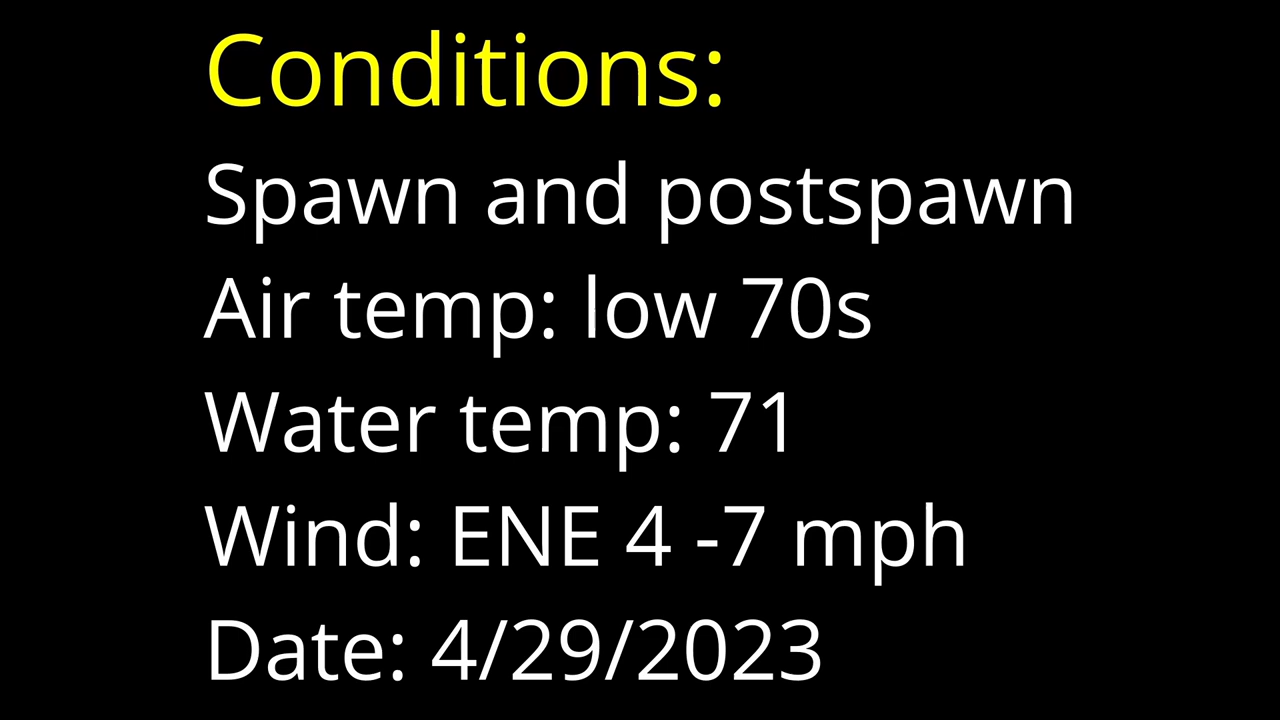 Conditions:
Spawn and postspawn
Air temp: low 70s
Water temp: 71
Wind: ENE 4 -7 mph
Date: 4/29/2023